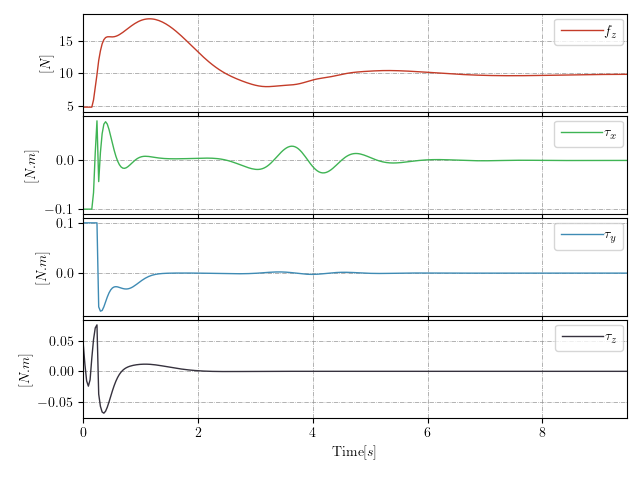 15
10
5
[N]
f_z
0.0
−0.1
[N.m]
τ_x
0.1
0.0
[N.m]
τ_y
0.05
0.00
−0.05
[N.m]
τ_z
0 2 4 6 8
Time[s]